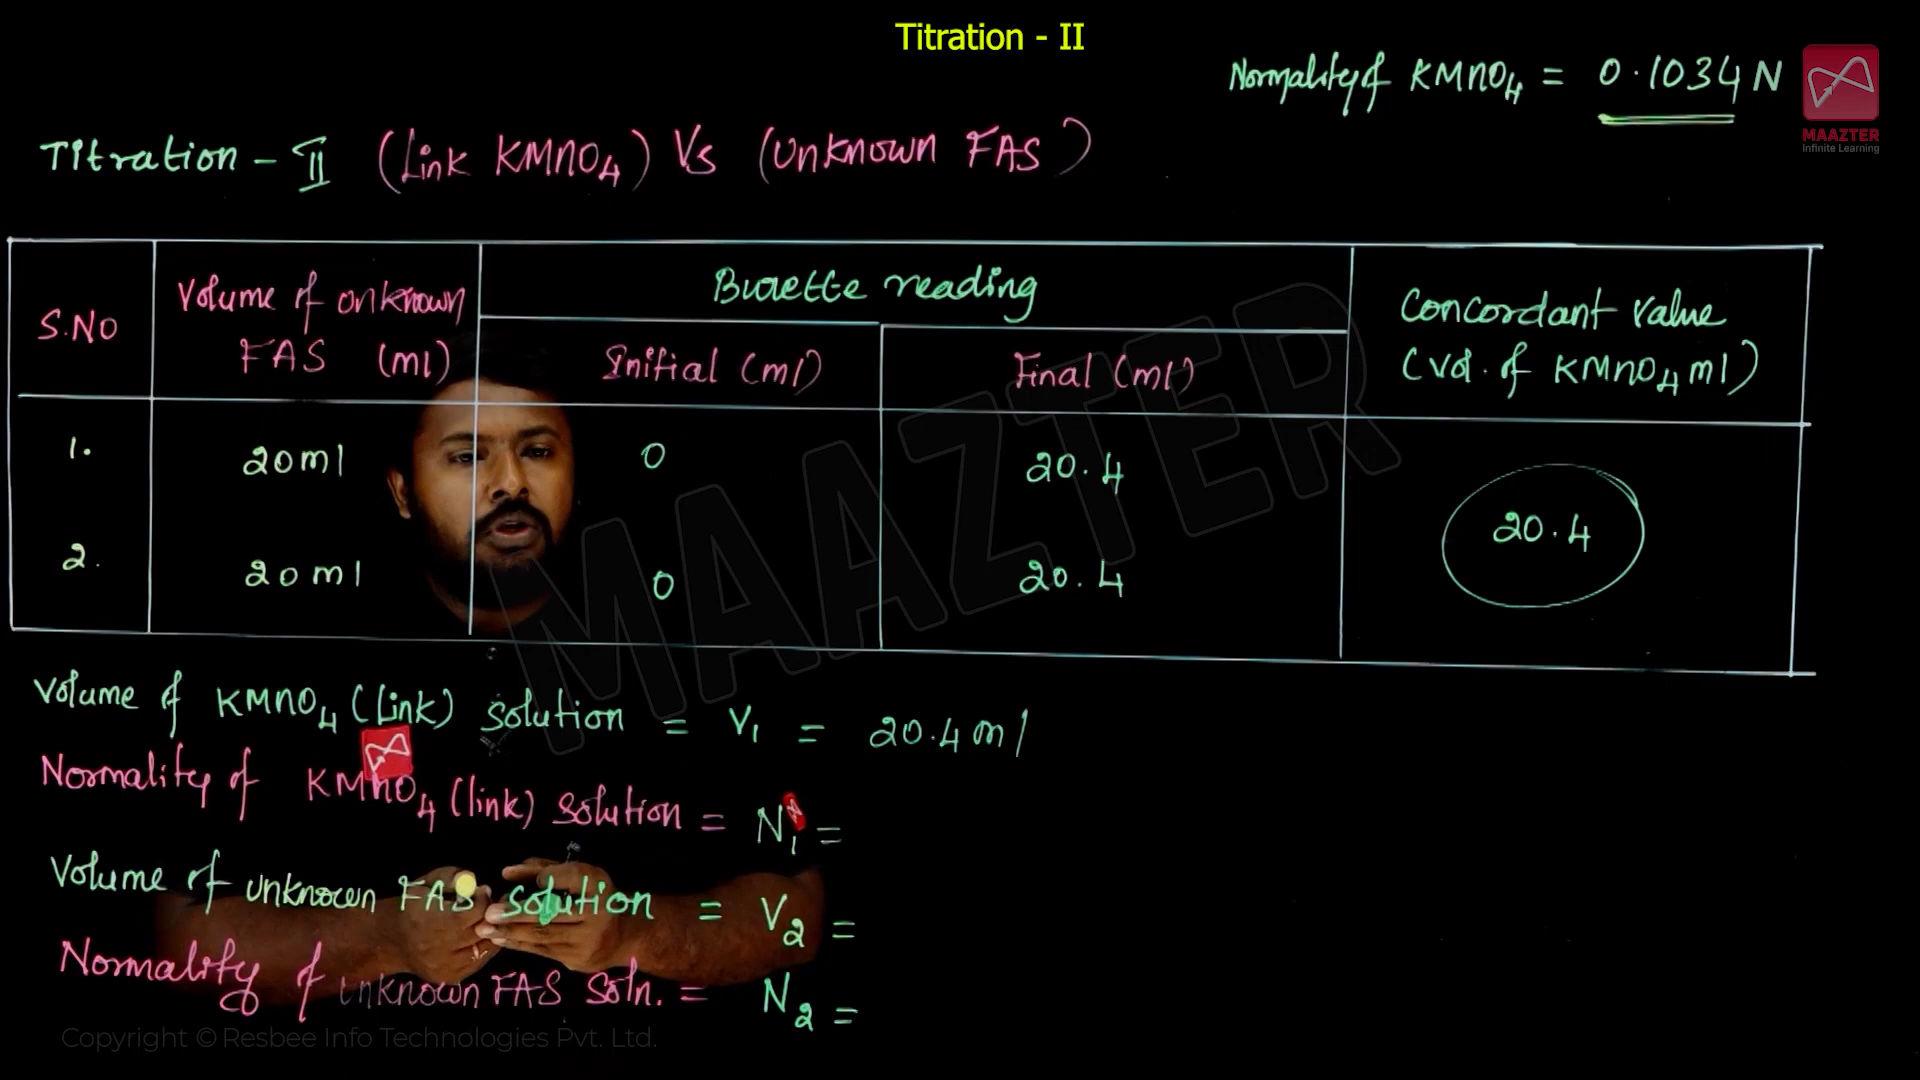 Titration - II
Normality of KMnO4 = 0.1034 N
MAAZTER
Infinite Learning
Titration - II (Link KMnO4) Vs (Unknown FAS)
S.NO
Volume of unknown FAS (ml)
Burette reading
Initial (ml)
Final (ml)
Concordant Value (Vol. of KMnO4 ml)
1. 20ml 0 20.4
20.4
2. 20ml 0 20.4
MAAZTER
Volume of KMnO4 (Link) solution = V1 = 20.4 ml
Normality of KMnO4 (link) solution = N1 =
Volume of unknown FAS solution = V2 =
Normality of unknown FAS soln. = N2 =
Copyright © Resbee Info Technologies Pvt. Ltd.